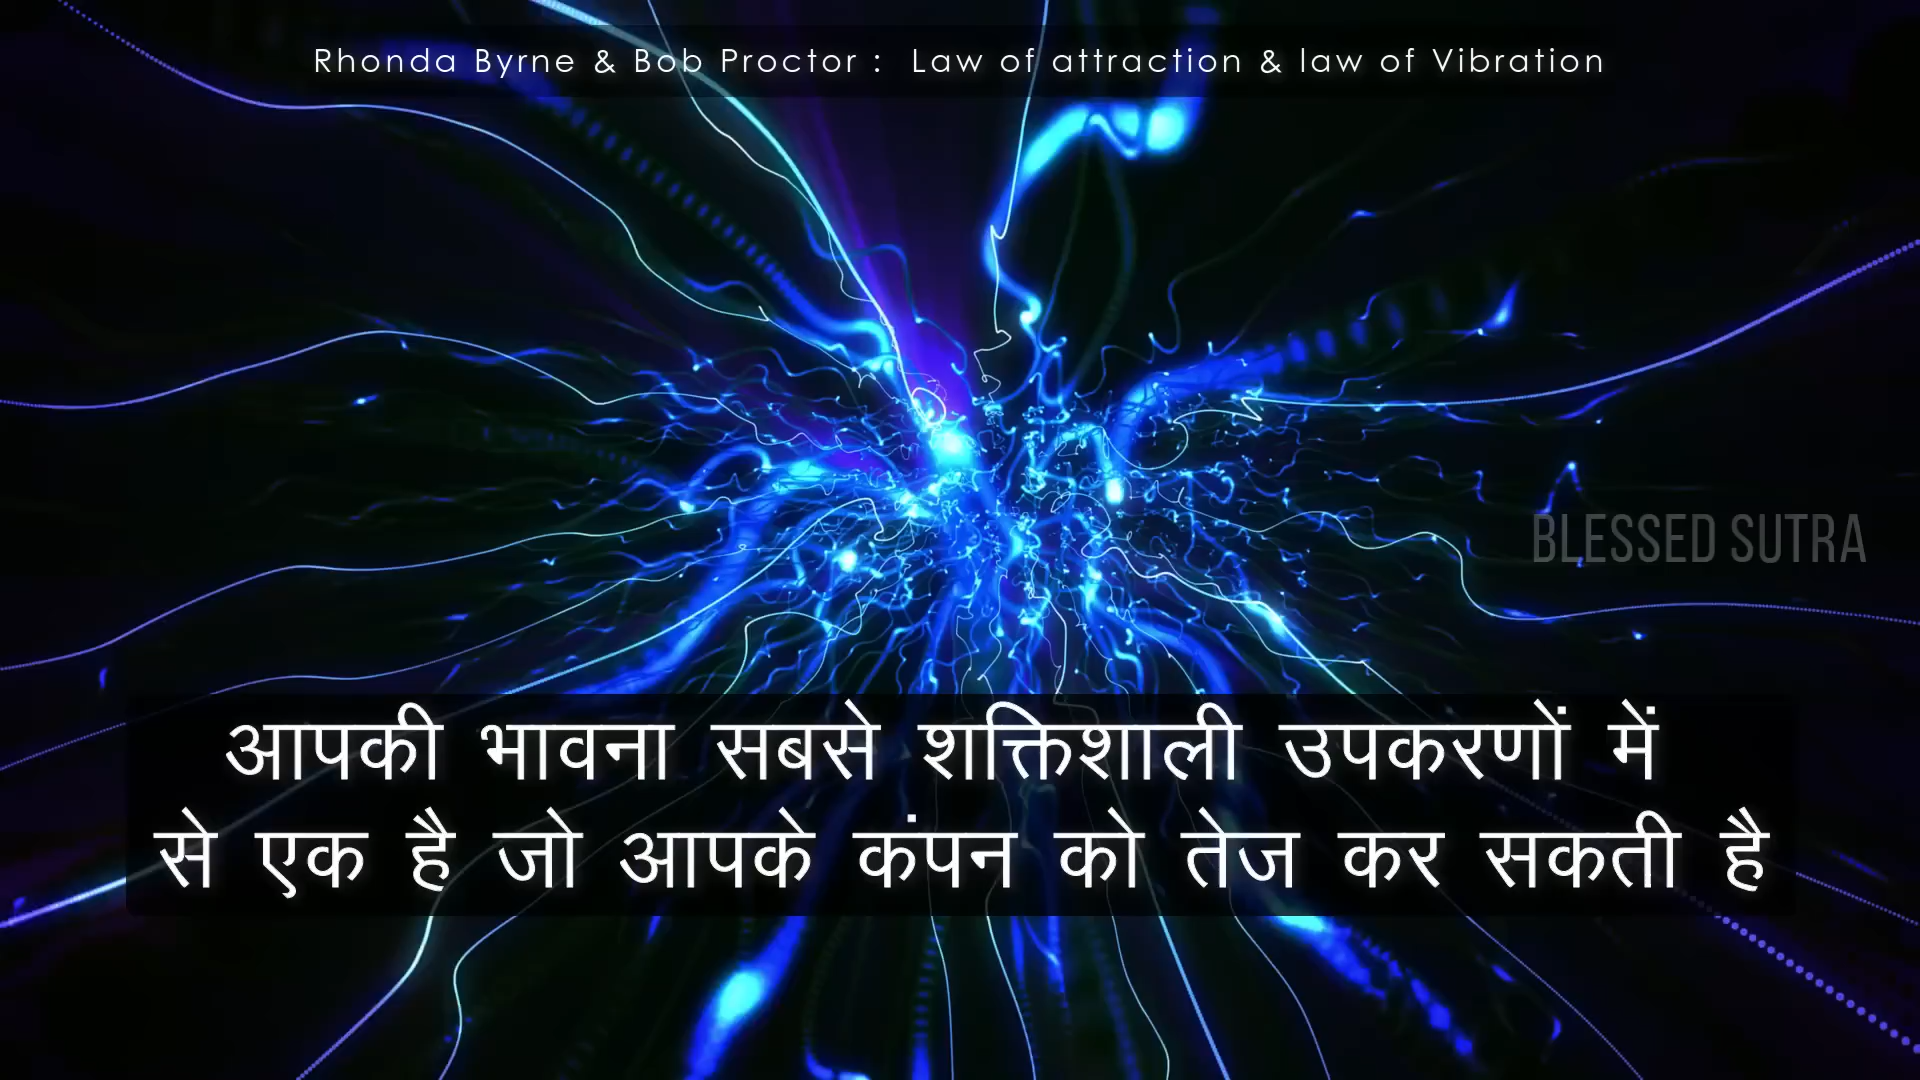 Rhonda Byrne & Bob Proctor :  Law of attraction & law of Vibration
BLESSED SUTRA
आपकी भावना सबसे शक्तिशाली उपकरणों में
से एक है जो आपके कंपन को तेज कर सकती है